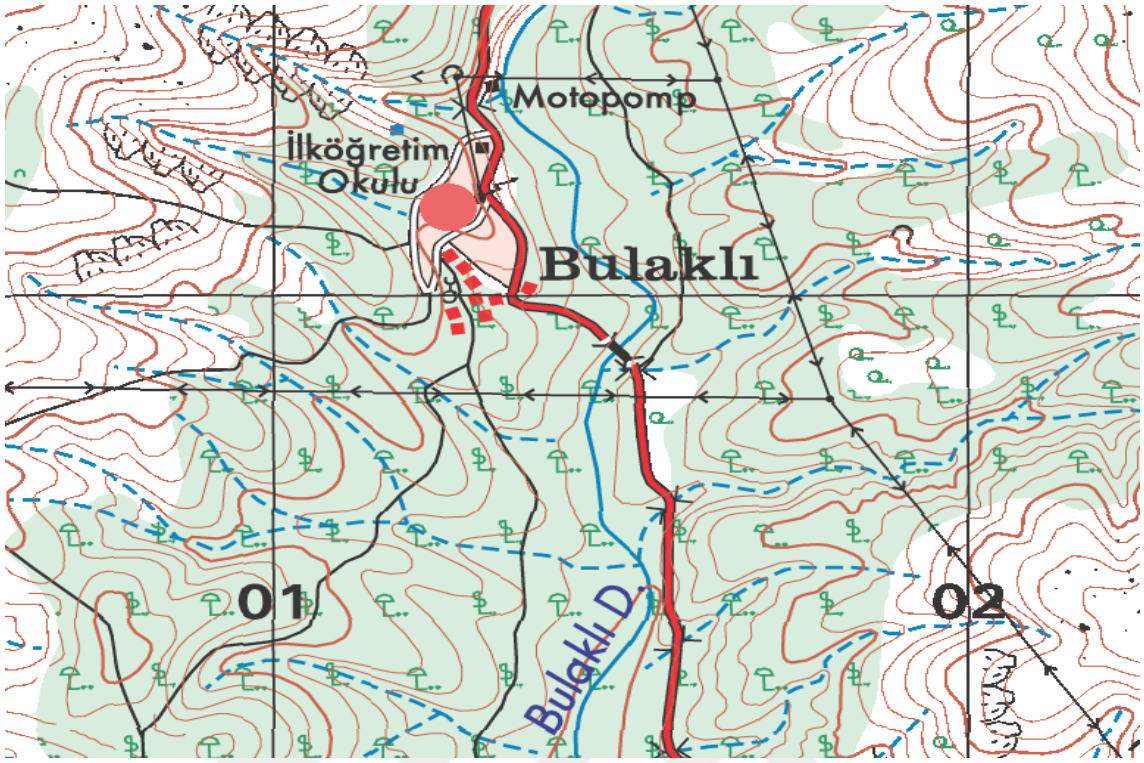 Motopomp
İlköğretim
Okulu
Bulaklı
01
02
Bulaklı D.